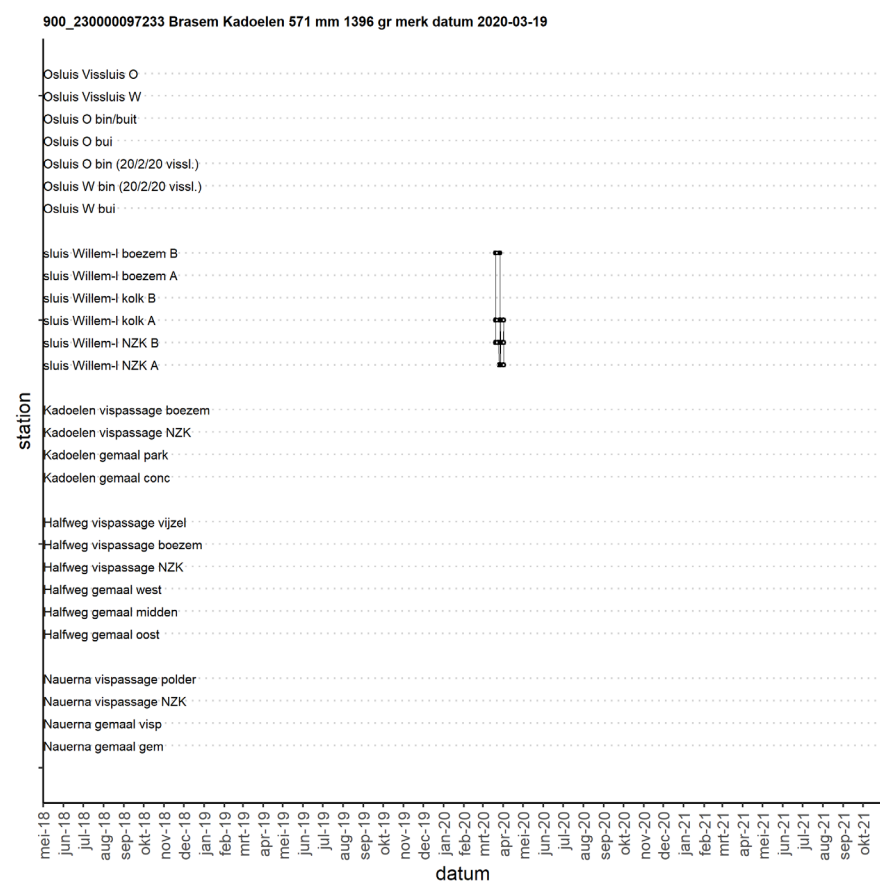 900_230000097233 Brasem Kadoelen 571 mm 1396 gr merk datum 2020-03-19
Osluis Vissluis O
Osluis Vissluis W
Osluis O bin/buit
Osluis O bui
Osluis O bin (20/2/20 vissl.)
Osluis W bin (20/2/20 vissl.)
Osluis W bui
sluis Willem-I boezem B
sluis Willem-I boezem A
sluis Willem-I kolk B
sluis Willem-I kolk A
sluis Willem-I NZK B
sluis Willem-I NZK A
Kadoelen vispassage boezem
Kadoelen vispassage NZK
Kadoelen gemaal park
Kadoelen gemaal conc
Halfweg vispassage vijzel
Halfweg vispassage boezem
Halfweg vispassage NZK
Halfweg gemaal west
Halfweg gemaal midden
Halfweg gemaal oost
Nauerna vispassage polder
Nauerna vispassage NZK
Nauerna gemaal visp
Nauerna gemaal gem
station
mei-18
jun-18
jul-18
aug-18
sep-18
okt-18
nov-18
dec-18
jan-19
feb-19
mrt-19
apr-19
mei-19
jun-19
jul-19
aug-19
sep-19
okt-19
nov-19
dec-19
jan-20
feb-20
mrt-20
apr-20
mei-20
jun-20
jul-20
aug-20
sep-20
okt-20
nov-20
dec-20
jan-21
feb-21
mrt-21
apr-21
mei-21
jun-21
jul-21
aug-21
sep-21
okt-21
datum